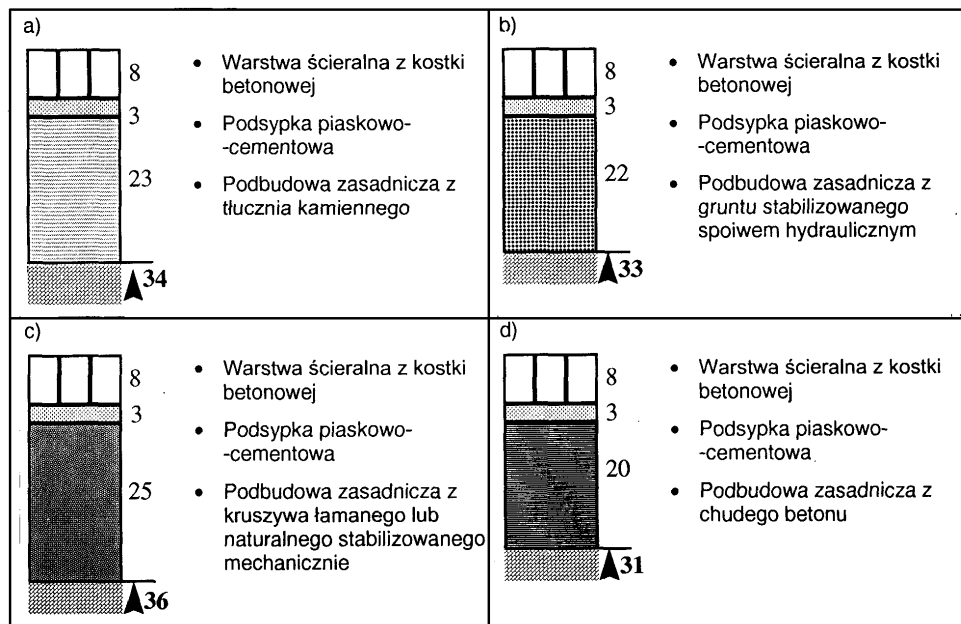 a)
8
3
23
34
• Warstwa ścieralna z kostki
betonowej
• Podsypka piaskowo-
-cementowa
• Podbudowa zasadnicza z
tłucznia kamiennego
b)
8
3
22
33
• Warstwa ścieralna z kostki
betonowej
• Podsypka piaskowo-
-cementowa
• Podbudowa zasadnicza z
gruntu stabilizowanego
spoiwem hydraulicznym
c)
8
3
25
36
• Warstwa ścieralna z kostki
betonowej
• Podsypka piaskowo-
-cementowa
• Podbudowa zasadnicza z
kruszywa łamanego lub
naturalnego stabilizowanego
mechanicznie
d)
8
3
20
31
• Warstwa ścieralna z kostki
betonowej
• Podsypka piaskowo-
-cementowa
• Podbudowa zasadnicza z
chudego betonu